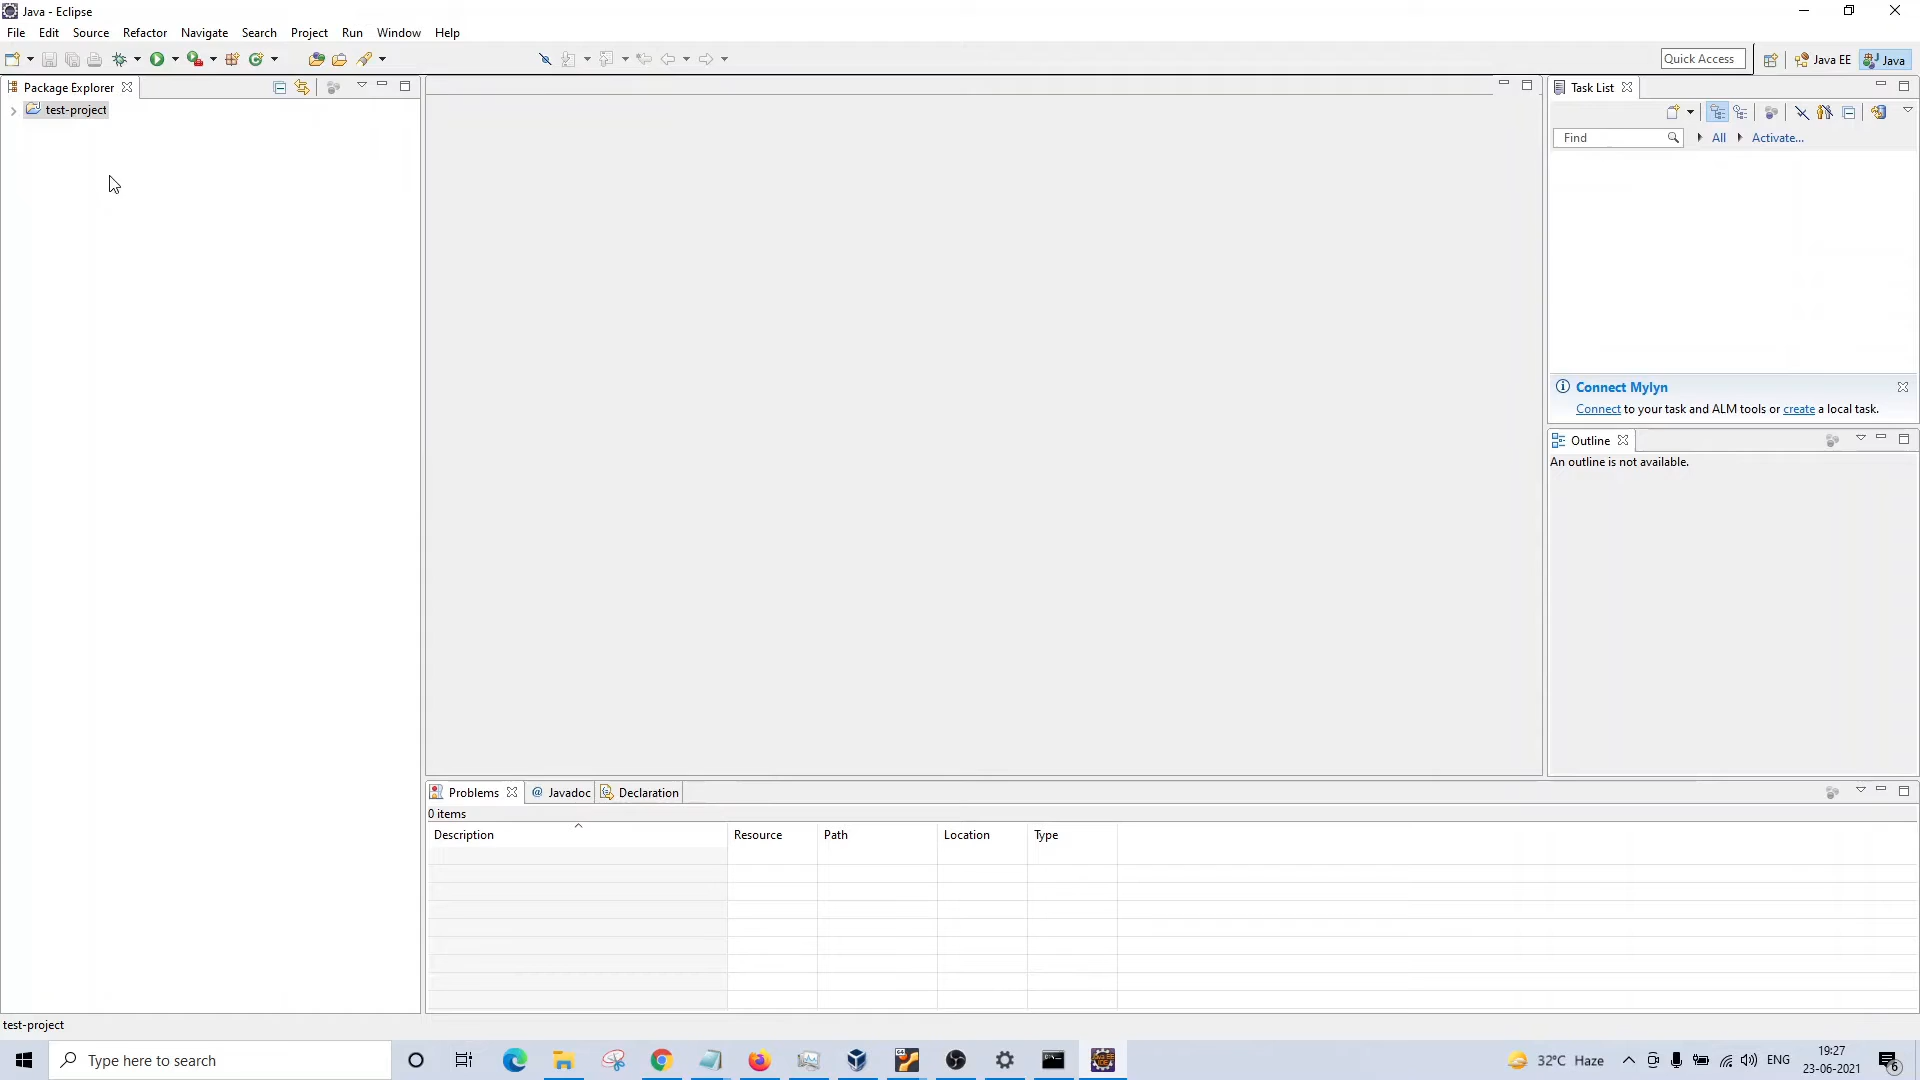 Java - Eclipse
File Edit Source Refactor Navigate Search Project Run Window Help
Quick Access
Java EE
Java
Package Explorer
test-project
Task List
Find
All
Activate...
Connect Mylyn
Connect to your task and ALM tools or create a local task.
Outline
An outline is not available.
Problems
@ Javadoc
Declaration
0 items
Description Resource Path Location Type
test-project
Type here to search
32°C Haze
ENG
19:27
23-06-2021
6